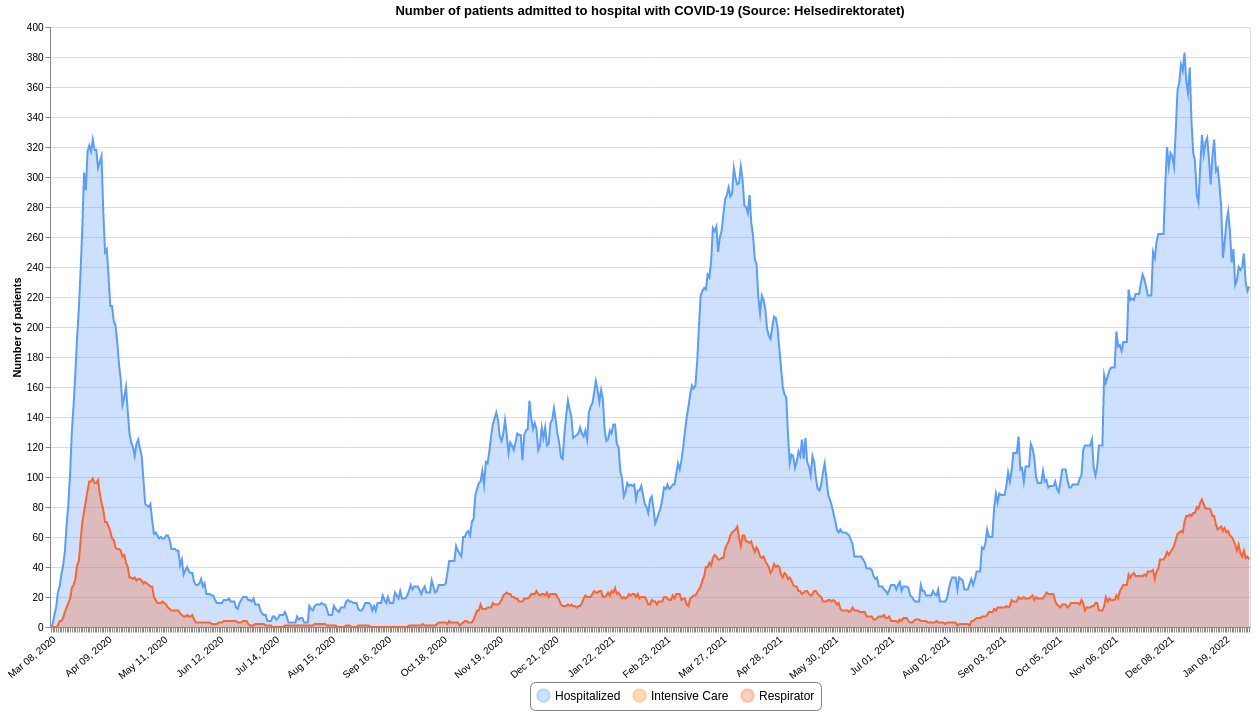 Number of patients admitted to hospital with COVID-19 (Source: Helsedirektoratet)
Number of patients
400
380
360
340
320
300
280
260
240
220
200
180
160
140
120
100
80
60
40
20
0
Mar 08, 2020
Apr 09, 2020
May 11, 2020
Jun 12, 2020
Jul 14, 2020
Aug 15, 2020
Sep 16, 2020
Oct 18, 2020
Nov 19, 2020
Dec 21, 2020
Jan 22, 2021
Feb 23, 2021
Mar 27, 2021
Apr 28, 2021
May 30, 2021
Jul 01, 2021
Aug 02, 2021
Sep 03, 2021
Oct 05, 2021
Nov 06, 2021
Dec 08, 2021
Jan 09, 2022
Hospitalized Intensive Care Respirator